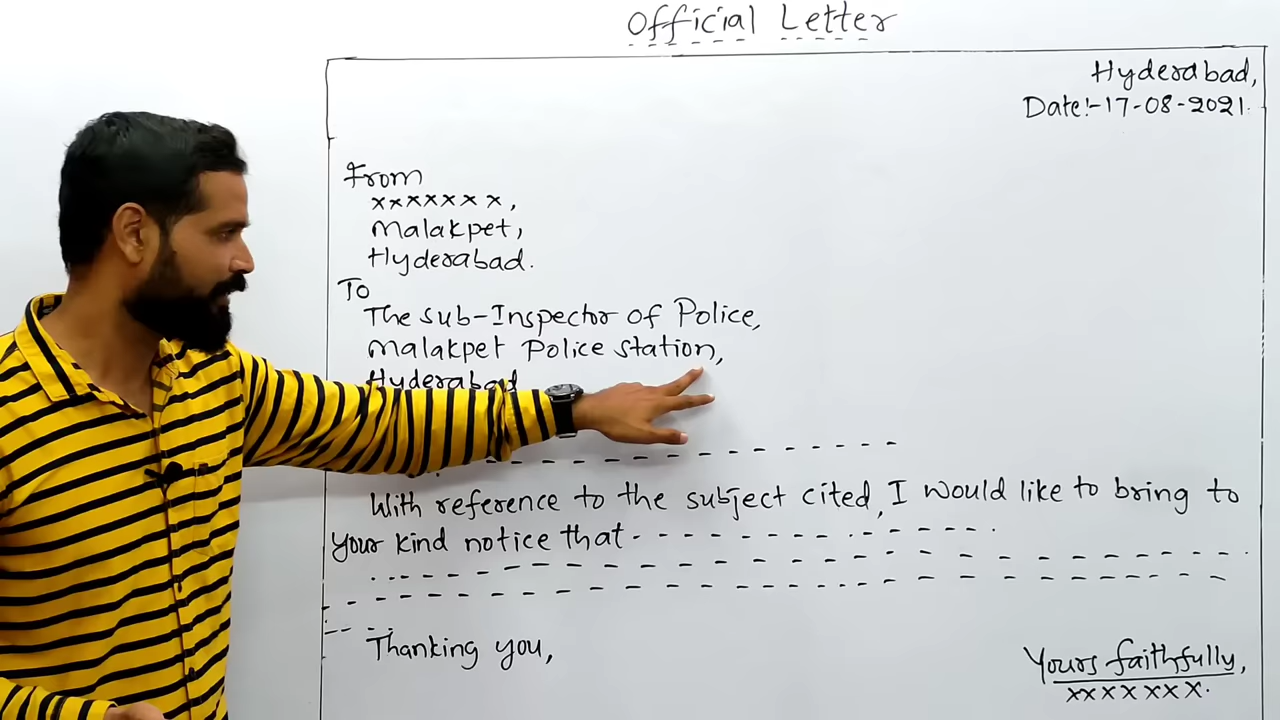 Official Letter
Hyderabad,
Date:-17-08-2021.
From
xxxxxxx,
Malakpet,
Hyderabad.
To
The sub-Inspector of Police,
Malakpet Police station,
Hyderabad
With reference to the subject cited, I would like to bring to
your kind notice that
Thanking you,
Yours faithfully,
xxxxxxx.